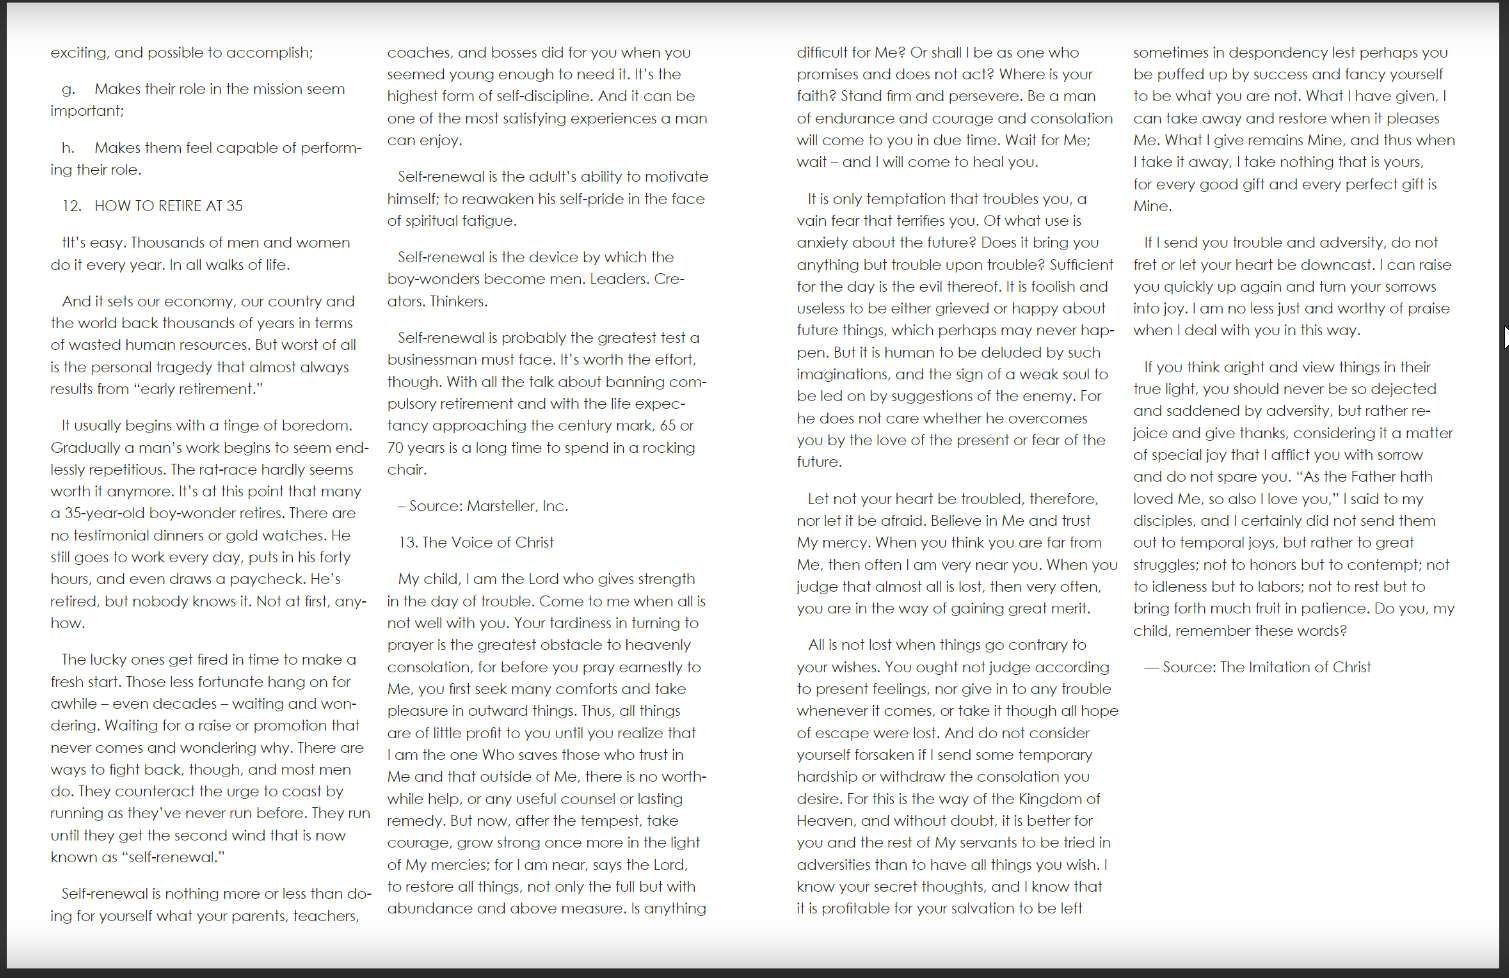 exciting, and possible to accomplish;
g. Makes their role in the mission seem
important;
h. Makes them feel capable of perform-
ing their role.
12. HOW TO RETIRE AT 35
tIt's easy. Thousands of men and women
do it every year. In all walks of life.
And it sets our economy, our country and
the world back thousands of years in terms
of wasted human resources. But worst of all
is the personal tragedy that almost always
results from “early retirement.”
It usually begins with a tinge of boredom.
Gradually a man's work begins to seem end-
lessly repetitious. The rat-race hardly seems
worth it anymore. It's at this point that many
a 35-year-old boy-wonder retires. There are
no testimonial dinners or gold watches. He
still goes to work every day, puts in his forty
hours, and even draws a paycheck. He's
retired, but nobody knows it. Not at first, any-
how.
The lucky ones get fired in time to make a
fresh start. Those less fortunate hang on for
awhile – even decades – waiting and won-
dering. Waiting for a raise or promotion that
never comes and wondering why. There are
ways to fight back, though, and most men
do. They counteract the urge to coast by
running as they've never run before. They run
until they get the second wind that is now
known as “self-renewal.”
Self-renewal is nothing more or less than do-
ing for yourself what your parents, teachers,
coaches, and bosses did for you when you
seemed young enough to need it. It's the
highest form of self-discipline. And it can be
one of the most satisfying experiences a man
can enjoy.
Self-renewal is the adult's ability to motivate
himself; to reawaken his self-pride in the face
of spiritual fatigue.
Self-renewal is the device by which the
boy-wonders become men. Leaders. Cre-
ators. Thinkers.
Self-renewal is probably the greatest test a
businessman must face. It's worth the effort,
though. With all the talk about banning com-
pulsory retirement and with the life expec-
tancy approaching the century mark, 65 or
70 years is a long time to spend in a rocking
chair.
– Source: Marsteller, Inc.
13. The Voice of Christ
My child, I am the Lord who gives strength
in the day of trouble. Come to me when all is
not well with you. Your tardiness in turning to
prayer is the greatest obstacle to heavenly
consolation, for before you pray earnestly to
Me, you first seek many comforts and take
pleasure in outward things. Thus, all things
are of little profit to you until you realize that
I am the one Who saves those who trust in
Me and that outside of Me, there is no worth-
while help, or any useful counsel or lasting
remedy. But now, after the tempest, take
courage, grow strong once more in the light
of My mercies; for I am near, says the Lord,
to restore all things, not only the full but with
abundance and above measure. Is anything
difficult for Me? Or shall I be as one who
promises and does not act? Where is your
faith? Stand firm and persevere. Be a man
of endurance and courage and consolation
will come to you in due time. Wait for Me;
wait – and I will come to heal you.
It is only temptation that troubles you, a
vain fear that terrifies you. Of what use is
anxiety about the future? Does it bring you
anything but trouble upon trouble? Sufficient
for the day is the evil thereof. It is foolish and
useless to be either grieved or happy about
future things, which perhaps may never hap-
pen. But it is human to be deluded by such
imaginations, and the sign of a weak soul to
be led on by suggestions of the enemy. For
he does not care whether he overcomes
you by the love of the present or fear of the
future.
Let not your heart be troubled, therefore,
nor let it be afraid. Believe in Me and trust
My mercy. When you think you are far from
Me, then often I am very near you. When you
judge that almost all is lost, then very often,
you are in the way of gaining great merit.
All is not lost when things go contrary to
your wishes. You ought not judge according
to present feelings, nor give in to any trouble
whenever it comes, or take it though all hope
of escape were lost. And do not consider
yourself forsaken if I send some temporary
hardship or withdraw the consolation you
desire. For this is the way of the Kingdom of
Heaven, and without doubt, it is better for
you and the rest of My servants to be tried in
adversities than to have all things you wish. I
know your secret thoughts, and I know that
it is profitable for your salvation to be left
sometimes in despondency lest perhaps you
be puffed up by success and fancy yourself
to be what you are not. What I have given, I
can take away and restore when it pleases
Me. What I give remains Mine, and thus when
I take it away, I take nothing that is yours,
for every good gift and every perfect gift is
Mine.
If I send you trouble and adversity, do not
fret or let your heart be downcast. I can raise
you quickly up again and turn your sorrows
into joy. I am no less just and worthy of praise
when I deal with you in this way.
If you think aright and view things in their
true light, you should never be so dejected
and saddened by adversity, but rather re-
joice and give thanks, considering it a matter
of special joy that I afflict you with sorrow
and do not spare you. “As the Father hath
loved Me, so also I love you,” I said to my
disciples, and I certainly did not send them
out to temporal joys, but rather to great
struggles; not to honors but to contempt; not
to idleness but to labors; not to rest but to
bring forth much fruit in patience. Do you, my
child, remember these words?
— Source: The Imitation of Christ